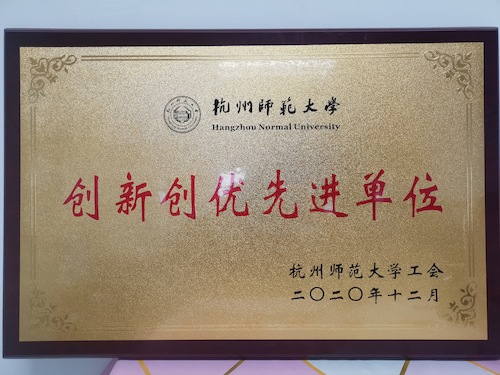 杭州师范大学
Hangzhou Normal University
创新创优先进单位
杭州师范大学工会
二〇二〇年十二月